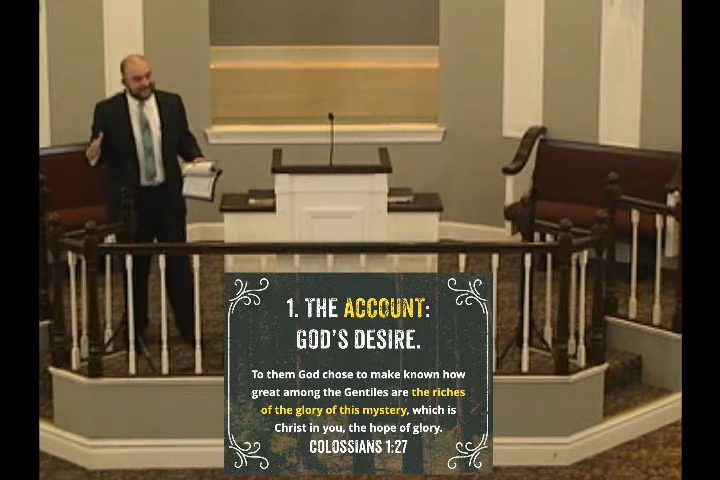 1. THE ACCOUNT:
GOD'S DESIRE.
To them God chose to make known how
great among the Gentiles are the riches
of the glory of this mystery, which is
Christ in you, the hope of glory.
COLOSSIANS 1:27